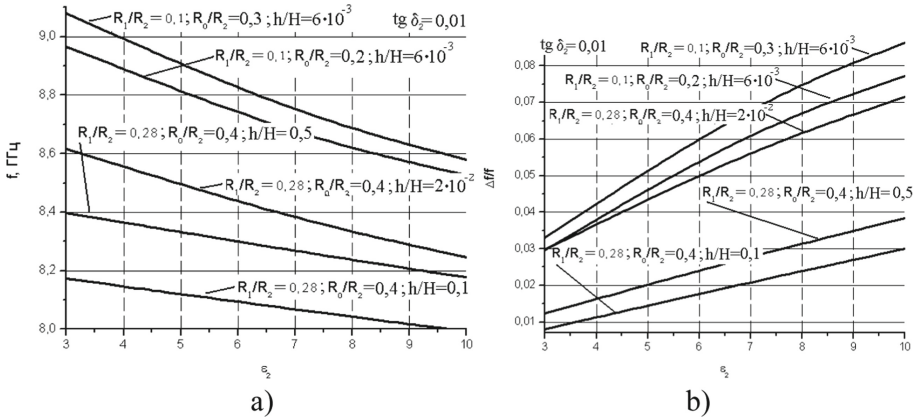 R₁/R₂ = 0,1; R₀/R₂=0,3; h/H=6·10⁻³
tg δ₂=0,01
R₁/R₂ = 0,1; R₀/R₂=0,2; h/H=6·10⁻³
R₁/R₂ = 0,28; R₀/R₂=0,4; h/H=0,5
R₁/R₂ = 0,28; R₀/R₂=0,4; h/H=2·10⁻²
R₁/R₂ = 0,28; R₀/R₂=0,4; h/H=0,1
f, ГГц
9,0
8,8
8,6
8,4
8,2
8,0
3 4 5 6 7 8 9 10
ε₂
a)
tg δ₂=0,01
R₁/R₂ = 0,1; R₀/R₂=0,3; h/H=6·10⁻³
R₁/R₂ = 0,1; R₀/R₂=0,2; h/H=6·10⁻³
R₁/R₂ = 0,28; R₀/R₂=0,4; h/H=2·10⁻²
R₁/R₂ = 0,28; R₀/R₂=0,4; h/H=0,5
R₁/R₂ = 0,28; R₀/R₂=0,4; h/H=0,1
Δf/f
0,08
0,07
0,06
0,05
0,04
0,03
0,02
0,01
3 4 5 6 7 8 9 10
ε₂
b)